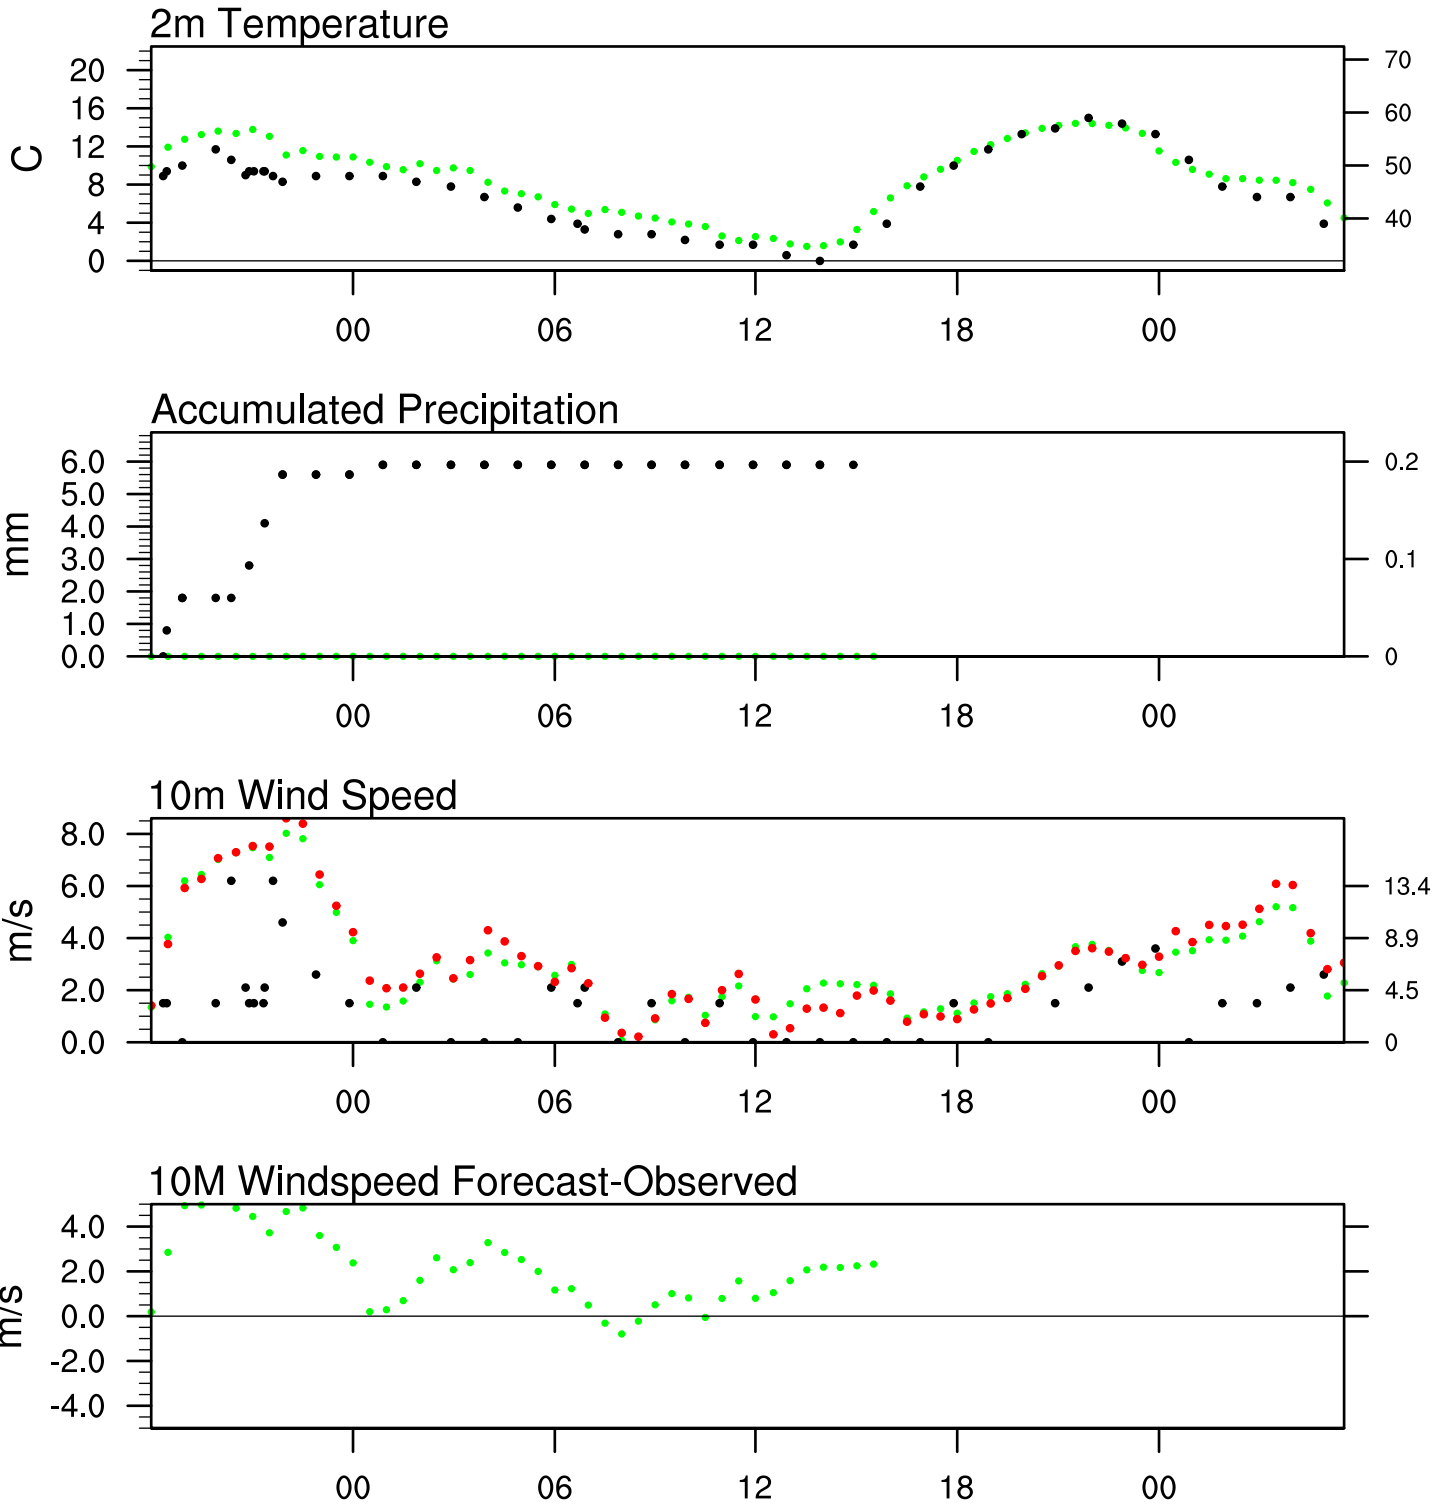 2m Temperature
20
16
12
8
4
0
C
70
60
50
40
00 06 12 18 00
Accumulated Precipitation
6.0
5.0
4.0
3.0
2.0
1.0
0.0
mm
0.2
0.1
0
00 06 12 18 00
10m Wind Speed
8.0
6.0
4.0
2.0
0.0
m/s
13.4
8.9
4.5
0
00 06 12 18 00
10M Windspeed Forecast-Observed
4.0
2.0
0.0
-2.0
-4.0
m/s
00 06 12 18 00